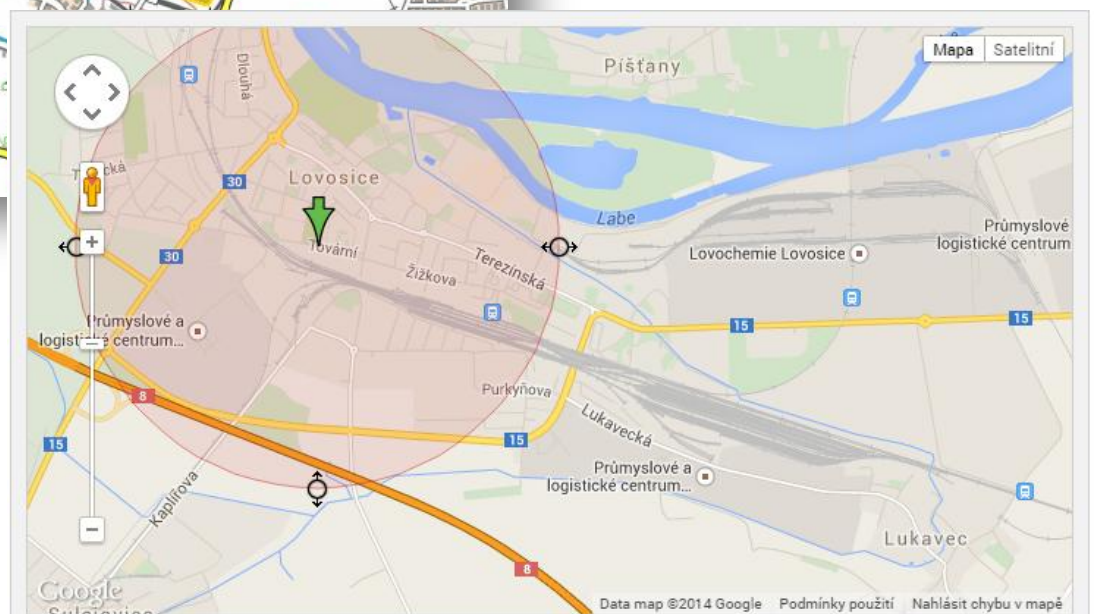 Mapa
Satelitní
Píšťany
Dlouhá
30
Lovosice
Labe
Průmyslové
logistické centrum
Tovární
30
Terezínská
Lovochemie Lovosice
Žižkova
+
15
15
Průmyslové a
logistické centrum...
8
Purkyňova
Lukavecká
15
15
Průmyslové a
logistické centrum...
Kaplířova
Lukavec
8
Google
Data map ©2014 Google
Podmínky použití
Nahlásit chybu v mapě